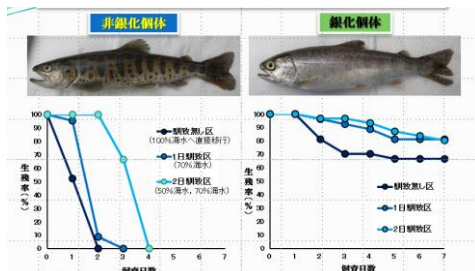 非銀化個体
銀化個体
100
90
80
70
60
50
40
30
20
10
0
生残率(%)
馴致無し区
(100%海水へ直接移行)
1日馴致区
(70%海水)
2日馴致区
(50%海水，70%海水)
0 1 2 3 4 5 6 7
飼育日数
100
90
80
70
60
50
40
30
20
10
0
生残率(%)
馴致無し区
1日馴致区
2日馴致区
0 1 2 3 4 5 6 7
飼育日数